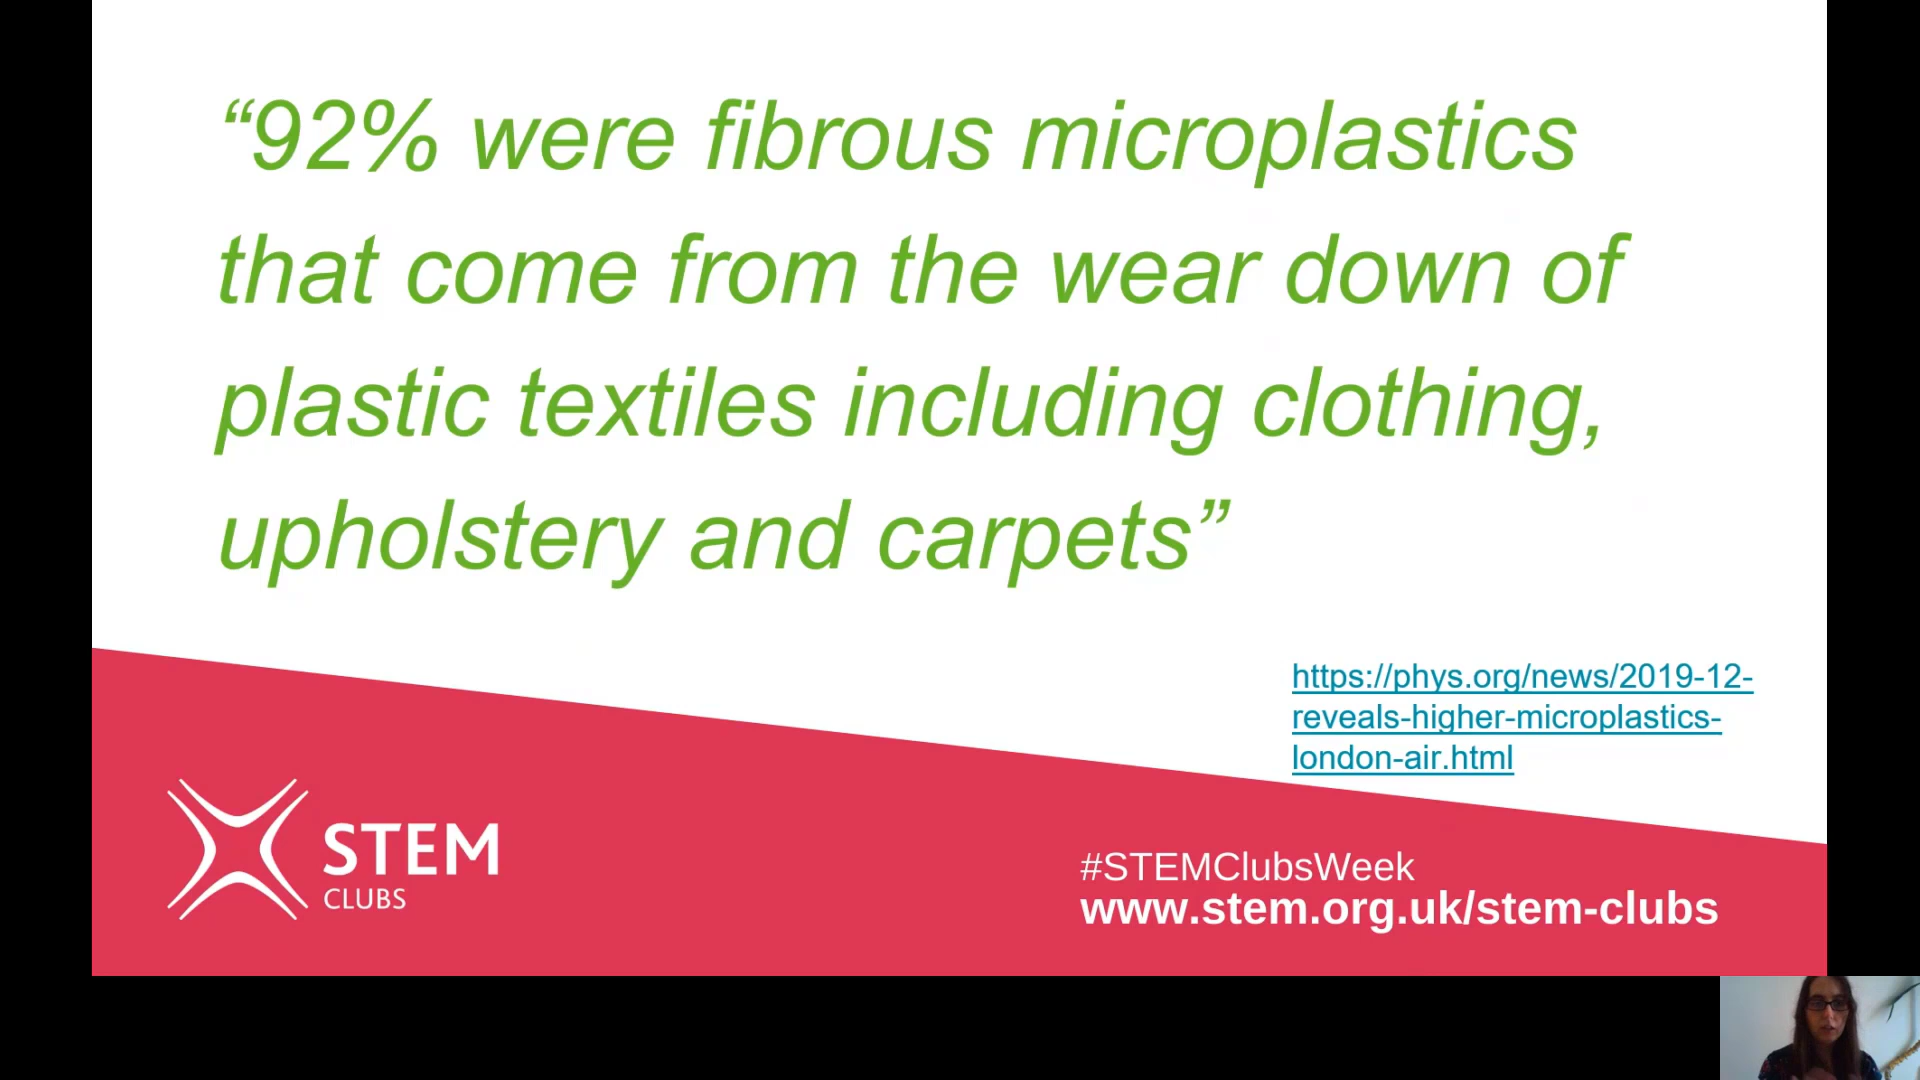 “92% were fibrous microplastics
that come from the wear down of
plastic textiles including clothing,
upholstery and carpets”
https://phys.org/news/2019-12-
reveals-higher-microplastics-
london-air.html
STEM
CLUBS
#STEMClubsWeek
www.stem.org.uk/stem-clubs